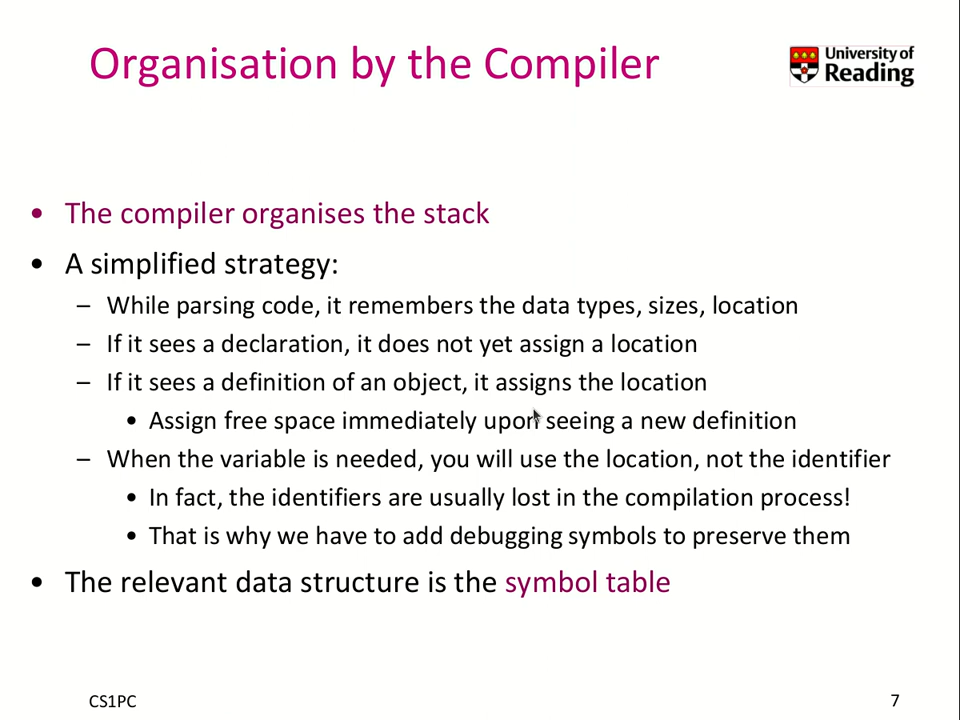 Organisation by the Compiler
University of
Reading
• The compiler organises the stack
• A simplified strategy:
– While parsing code, it remembers the data types, sizes, location
– If it sees a declaration, it does not yet assign a location
– If it sees a definition of an object, it assigns the location
• Assign free space immediately upon seeing a new definition
– When the variable is needed, you will use the location, not the identifier
• In fact, the identifiers are usually lost in the compilation process!
• That is why we have to add debugging symbols to preserve them
• The relevant data structure is the symbol table
CS1PC
7